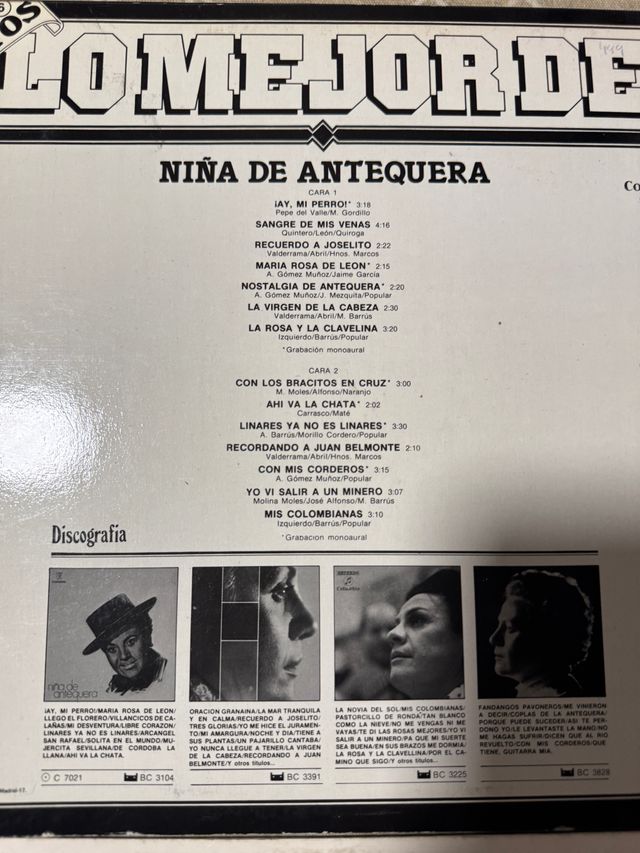 LO MEJOR DE
NIÑA DE ANTEQUERA
Co
CARA 1
¡AY, MI PERRO!* 3:18
Pepe del Valle/M. Gordillo
SANGRE DE MIS VENAS 4:16
Quintero/León/Quiroga
RECUERDO A JOSELITO 2:22
Valderrama/Abril/Hnos. Marcos
MARIA ROSA DE LEON* 2:15
A. Gómez Muñoz/Jaime García
NOSTALGIA DE ANTEQUERA* 2:20
A. Gómez Muñoz/J. Mezquita/Popular
LA VIRGEN DE LA CABEZA 2:30
Valderrama/Abril/M. Barrús
LA ROSA Y LA CLAVELINA 3:20
Izquierdo/Barrús/Popular
*Grabación monoaural
CARA 2
CON LOS BRACITOS EN CRUZ* 3:00
M. Moles/Alfonso/Naranjo
AHI VA LA CHATA* 2:02
Carrasco/Maté
LINARES YA NO ES LINARES* 3:30
A. Barrús/Morillo Cordero/Popular
RECORDANDO A JUAN BELMONTE 2:10
Valderrama/Abril/Hnos. Marcos
CON MIS CORDEROS* 3:15
A. Gómez Muñoz/Popular
YO VI SALIR A UN MINERO 3:07
Molina Moles/José Alfonso/M. Barrús
MIS COLOMBIANAS 3:10
Izquierdo/Barrús/Popular
*Grabacion monoaural
Discografía
niña de
antequera
¡AY, MI PERRO!/MARIA ROSA DE LEON/
LLEGO EL FLORERO/VILLANCICOS DE CA-
LAÑAS/MI DESVENTURA/LIBRE CORAZON/
LINARES YA NO ES LINARES/ARCANGEL
SAN RAFAEL/SOLITA EN EL MUNDO/MU-
JERCITA SEVILLANA/DE CORDOBA LA
LLANA/AHI VA LA CHATA.
C 7021 BC 3104
ORACION GRANAINA/LA MAR TRANQUILA
Y EN CALMA/RECUERDO A JOSELITO/
TRES GLORIAS/YO ME HICE EL JURAMEN-
TO/MI AMARGURA/NOCHE Y DIA/TIENE A
SUS PLANTAS/UN PAJARILLO CANTABA/
YO NUNCA LLEGUE A TENER/LA VIRGEN
DE LA CABEZA/RECORDANDO A JUAN
BELMONTE/Y otros títulos...
BC 3391
Columbia
LA NOVIA DEL SOL/MIS COLOMBIANAS/
PASTORCILLO DE RONDA/TAN BLANCO
COMO LA NIEVE/NO ME VENGAS NI ME
VAYAS/TE DI LAS ROSAS MEJORES/YO VI
SALIR A UN MINERO/PA QUE MI SUERTE
SEA BUENA/EN SUS BRAZOS ME DORMIA/
LA ROSA Y LA CLAVELLINA/POR EL CA-
MINO QUE SIGO/Y otros títulos...
BC 3225
FANDANGOS PAVONEROS/ME VINIERON
A DECIR/COPLAS DE LA ANTEQUERA/
PORQUE PUEDE SUCEDER/ASI TE PER-
DONO YO/LE LEVANTASTE LA MANO/NO
ME HAGAS SUFRIR/DICEN QUE AL RIO
REVUELTO/CON MIS CORDEROS/QUE
TIENE, GUITARRA MIA.
BC 3828
Madrid-17.